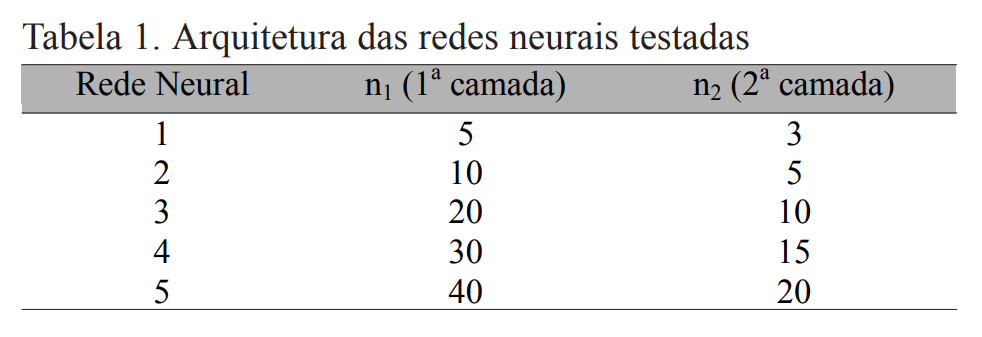 Tabela 1. Arquitetura das redes neurais testadas
Rede Neural n₁ (1ª camada) n₂ (2ª camada)
1 5 3
2 10 5
3 20 10
4 30 15
5 40 20